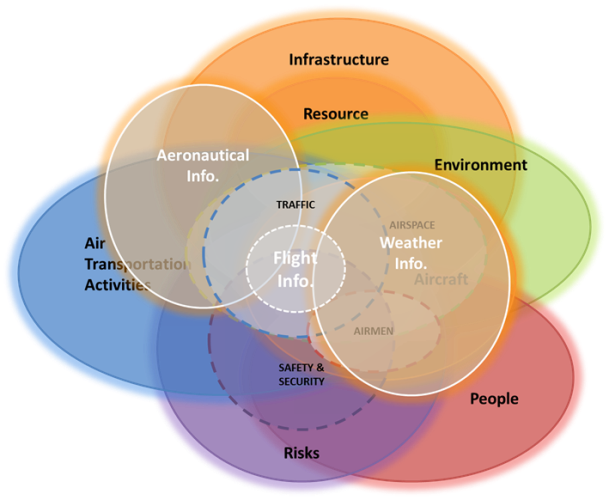 Infrastructure
Resource
Aeronautical
Info.
Environment
TRAFFIC
AIRSPACE
Air
Transportation
Activities
Flight
Info.
Weather
Info.
Aircraft
AIRMEN
SAFETY &
SECURITY
People
Risks